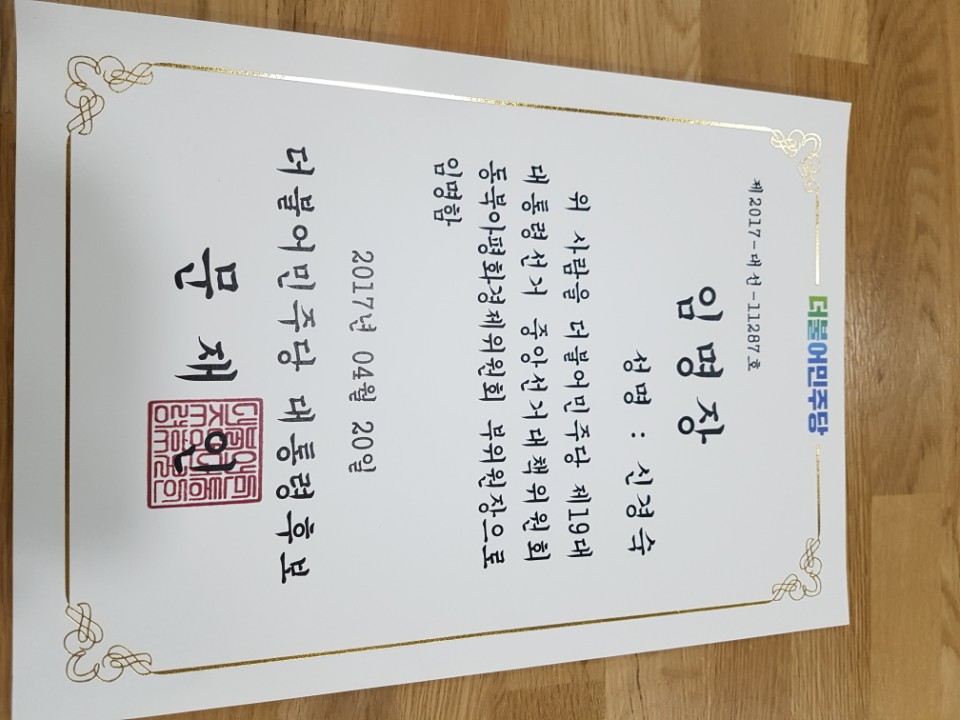 더불어민주당
제2017-대선-11287호
임명장
성명 : 신경숙
위 사람을 더불어민주당 제19대
대통령선거 중앙선거대책위원회
동북아평화경제위원회 부위원장으로
임명함
2017년 04월 20일
더불어민주당 대통령후보
문재인